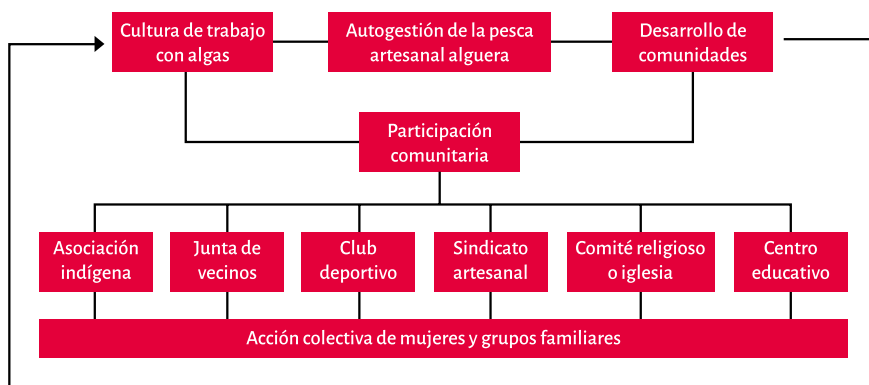 Cultura de trabajo
con algas
Autogestión de la pesca
artesanal alguera
Desarrollo de
comunidades
Participación
comunitaria
Asociación
indígena
Junta de
vecinos
Club
deportivo
Sindicato
artesanal
Comité religioso
o iglesia
Centro
educativo
Acción colectiva de mujeres y grupos familiares